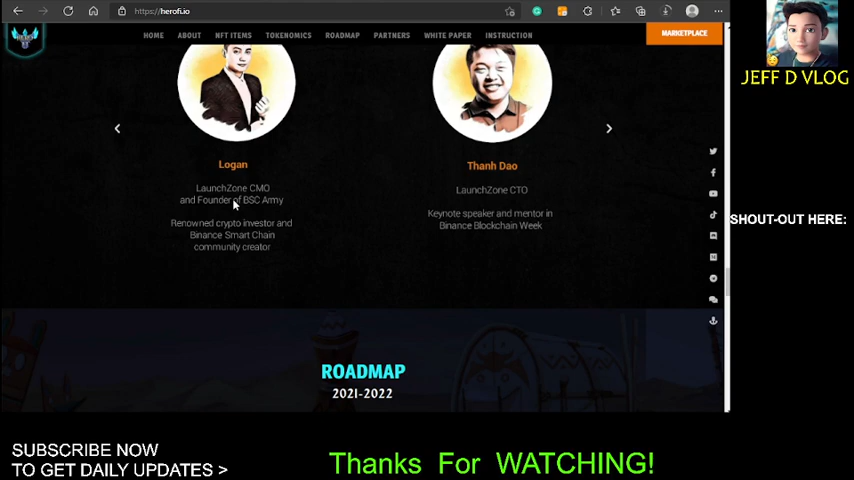 https://herofi.io
HOME ABOUT NFT ITEMS TOKENOMICS ROADMAP PARTNERS WHITE PAPER INSTRUCTION
MARKETPLACE
JEFF D VLOG
Logan
LaunchZone CMO
and Founder of BSC Army
Renowned crypto investor and
Binance Smart Chain
community creator
Thanh Dao
LaunchZone CTO
Keynote speaker and mentor in
Binance Blockchain Week
SHOUT-OUT HERE:
ROADMAP
2021-2022
SUBSCRIBE NOW
TO GET DAILY UPDATES >
Thanks For WATCHING!